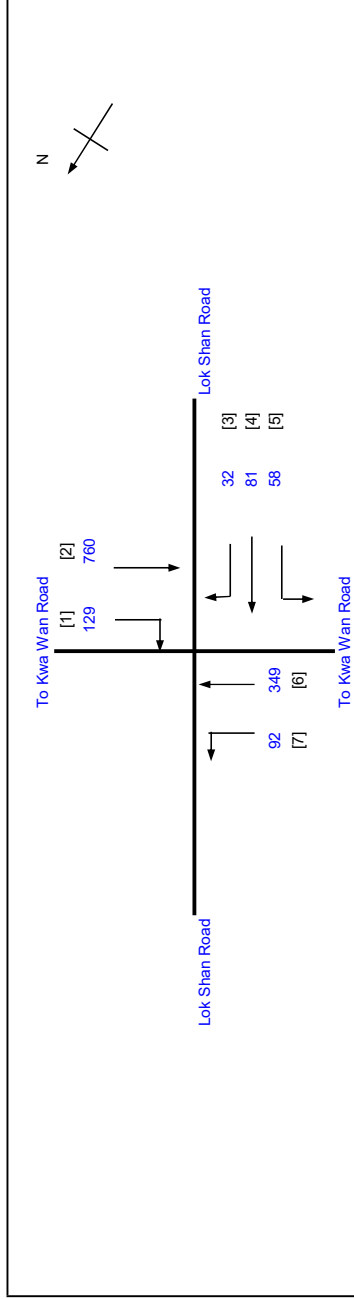 N
To Kwa Wan Road
[1] [2]
129 760
Lok Shan Road
32 [3]
81 [4]
58 [5]
Lok Shan Road
92 349
[7] [6]
To Kwa Wan Road